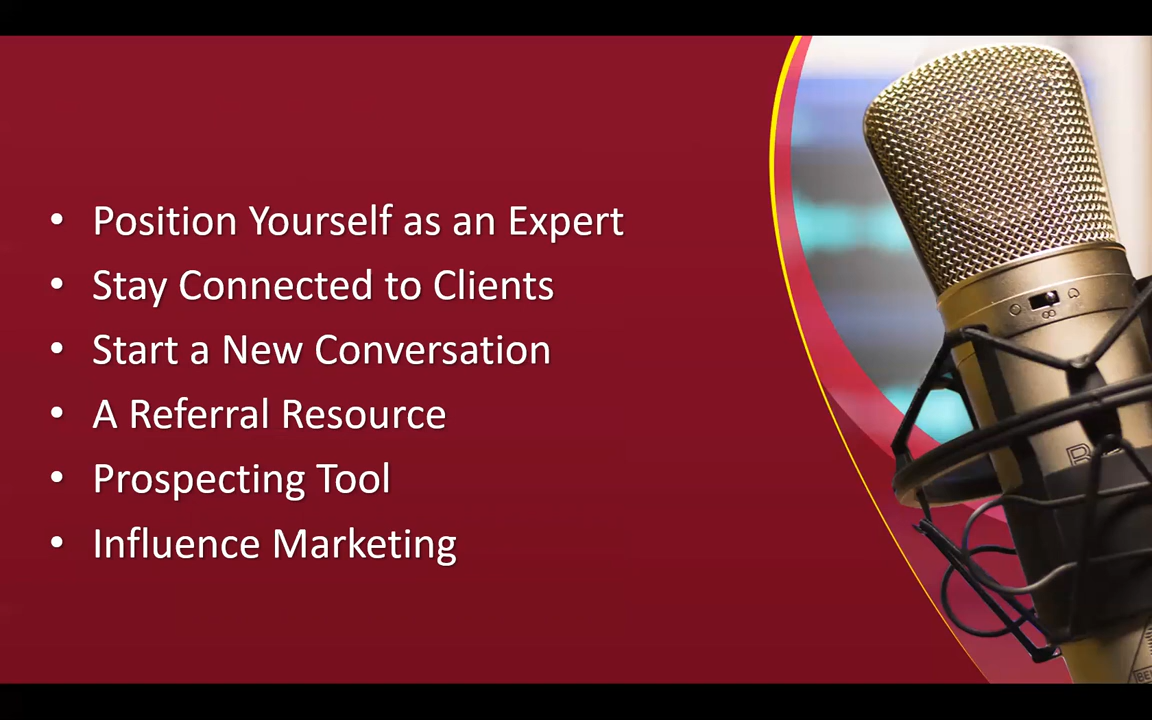 • Position Yourself as an Expert
• Stay Connected to Clients
• Start a New Conversation
• A Referral Resource
• Prospecting Tool
• Influence Marketing